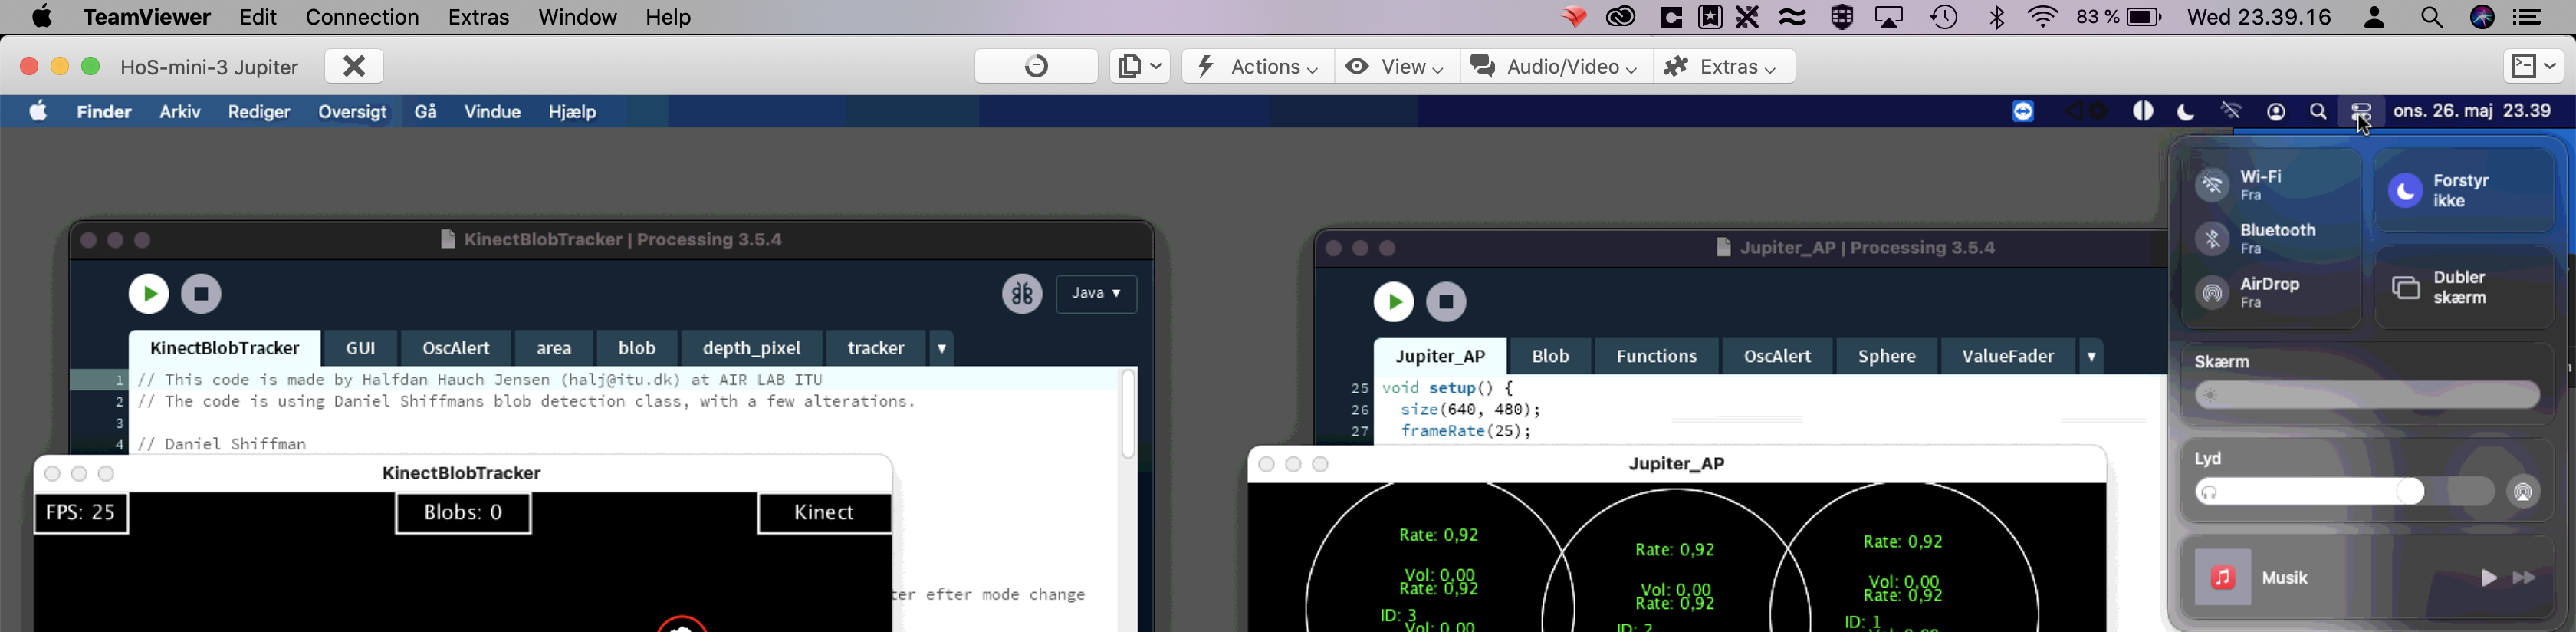 TeamViewer Edit Connection Extras Window Help 83 % Wed 23.39.16
HoS-mini-3 Jupiter Actions View Audio/Video Extras
Finder Arkiv Rediger Oversigt Gå Vindue Hjælp ons. 26. maj 23.39
KinectBlobTracker | Processing 3.5.4
Java
KinectBlobTracker GUI OscAlert area blob depth_pixel tracker
1 // This code is made by Halfdan Hauch Jensen (halj@itu.dk) at AIR LAB ITU
2 // The code is using Daniel Shiffmans blob detection class, with a few alterations.
3
4 // Daniel Shiffman
KinectBlobTracker
FPS: 25 Blobs: 0 Kinect
ter efter mode change
Jupiter_AP | Processing 3.5.4
Jupiter_AP Blob Functions OscAlert Sphere ValueFader
25 void setup() {
26 size(640, 480);
27 frameRate(25);
Jupiter_AP
Rate: 0,92
Vol: 0,00
Rate: 0,92
ID: 3
Vol: 0,00
Rate: 0,92
Vol: 0,00
Rate: 0,92
ID: 2
Rate: 0,92
Vol: 0,00
Rate: 0,92
ID: 1
Vol: 0,00
Wi-Fi
Fra
Bluetooth
Fra
AirDrop
Fra
Forstyr
ikke
Dubler
skærm
Skærm
Lyd
Musik